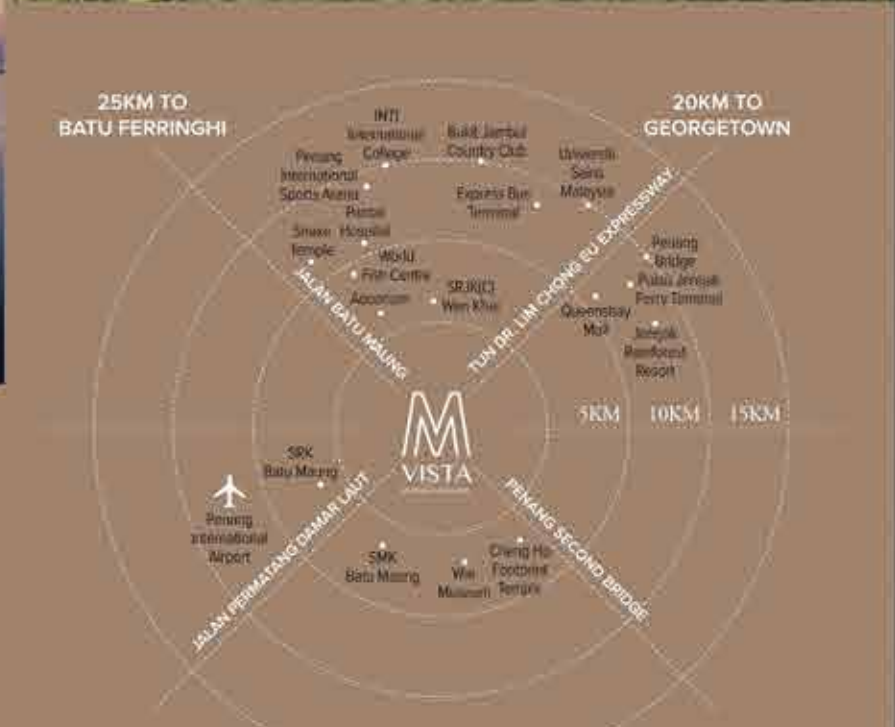 25KM TO
BATU FERRINGHI
20KM TO
GEORGETOWN
INTI
International
College
Bukit Jambul
Country Club
Penang
International
Sports Arena
Universiti
Sains
Malaysia
Express Bus
Terminal
Pantai
Hospital
Snake
Temple
World
Fish Centre
Aquarium
SRJK(C)
Wen Khai
Penang
Bridge
Pulau Jerejak
Ferry Terminal
Queensbay
Mall
Jerejak
Rainforest
Resort
JALAN BATU MAUNG
TUN DR. LIM CHONG EU EXPRESSWAY
M
VISTA
5KM
10KM
15KM
SRK
Batu Maung
Penang
International
Airport
JALAN PERMATANG DAMAR LAUT
PENANG SECOND BRIDGE
SMK
Batu Maung
War
Museum
Cheng Ho
Footprint
Temple